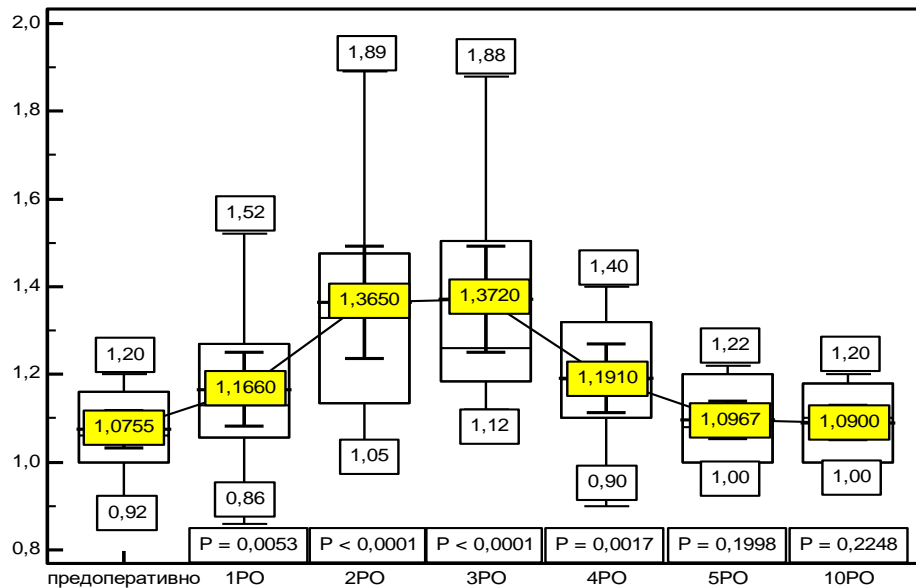 2,0
1,89
1,88
1,8
1,6
1,52
1,4
1,40
1,3650
1,3720
1,2
1,20
1,22
1,20
1,1660
1,1910
1,0755
1,0967
1,0900
1,12
1,05
1,0
0,92
0,86
0,90
1,00
1,00
0,8
P = 0,0053
P < 0,0001
P < 0,0001
P = 0,0017
P = 0,1998
P = 0,2248
предоперативно
1PO
2PO
3PO
4PO
5PO
10PO